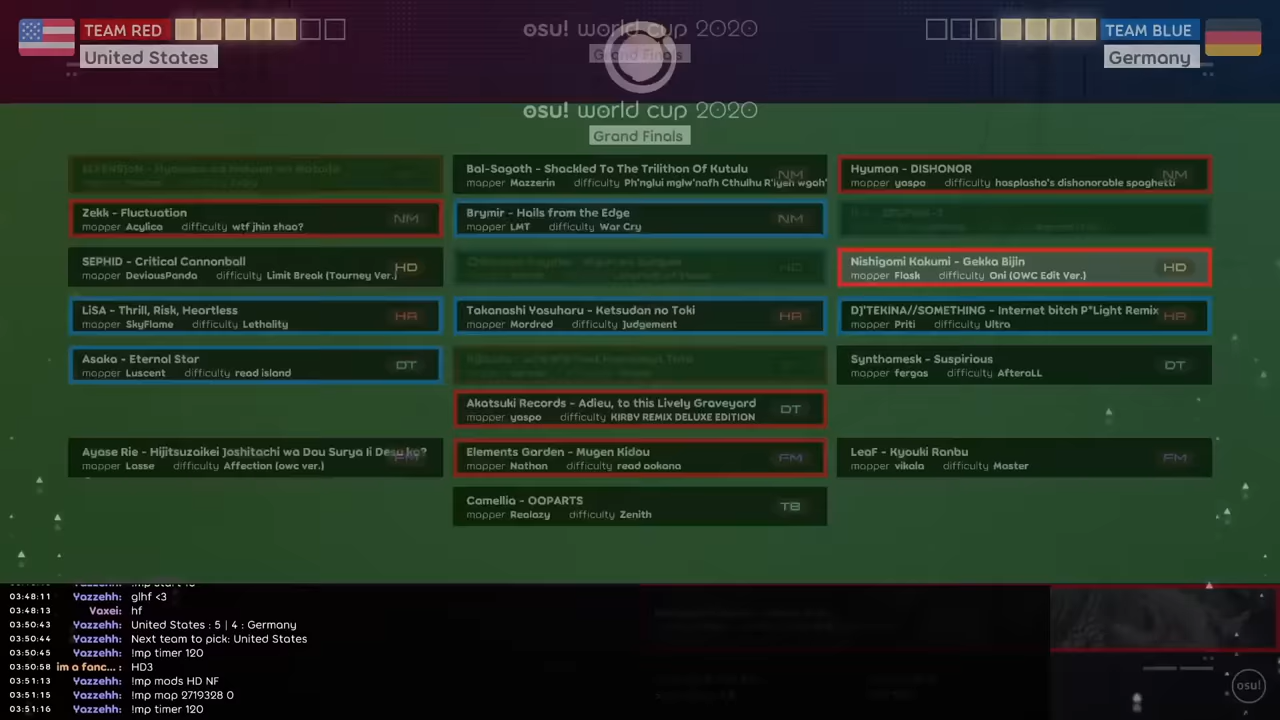 TEAM RED
United States
osu! world cup 2020
Grand Finals
TEAM BLUE
Germany
osu! world cup 2020
Grand Finals
Bal-Sagoth - Shackled To The Trilithon Of Kutulu
mapper Mazzerin difficulty Ph'nglui mglw'nafh Cthulhu R'lyeh wgah'
NM
Hyuman - DISHONOR
mapper yaspo difficulty hasplosho's dishonorable spaghetti
NM
Zekk - Fluctuation
mapper Acylica difficulty wtf jhin zhao?
NM
Brymir - Hails from the Edge
mapper LMT difficulty War Cry
NM
SEPHID - Critical Cannonball
mapper DeviousPanda difficulty Limit Break (Tourney Ver.)
HD
HD
Nishigomi Kakumi - Gekka Bijin
mapper Flask difficulty Oni (OWC Edit Ver.)
HD
LiSA - Thrill, Risk, Heartless
mapper SkyFlame difficulty Lethality
HR
Takanashi Yasuharu - Ketsudan no Toki
mapper Mordred difficulty Judgement
HR
DJ'TEKINA//SOMETHING - Internet bitch P*Light Remix
mapper Priti difficulty Ultra
HR
Asaka - Eternal Star
mapper Luscent difficulty read island
DT
Synthamesk - Suspirious
mapper fergas difficulty AfteraLL
DT
Akatsuki Records - Adieu, to this Lively Graveyard
mapper yaspo difficulty KIRBY REMIX DELUXE EDITION
DT
Ayase Rie - Hijitsuzaikei Joshitachi wa Dou Surya Ii Desu ka?
mapper Lasse difficulty Affection (owc ver.)
FM
Elements Garden - Mugen Kidou
mapper Nathan difficulty read ookana
FM
LeaF - Kyouki Ranbu
mapper vikala difficulty Master
FM
Camellia - OOPARTS
mapper Realazy difficulty Zenith
TB
03:48:11 Yazzehh: glhf <3
03:48:13 Vaxei: hf
03:50:43 Yazzehh: United States : 5 | 4 : Germany
03:50:44 Yazzehh: Next team to pick: United States
03:50:45 Yazzehh: !mp timer 120
03:50:58 im a fanc... : HD3
03:51:13 Yazzehh: !mp mods HD NF
03:51:15 Yazzehh: !mp map 2719328 0
03:51:16 Yazzehh: !mp timer 120
osu!